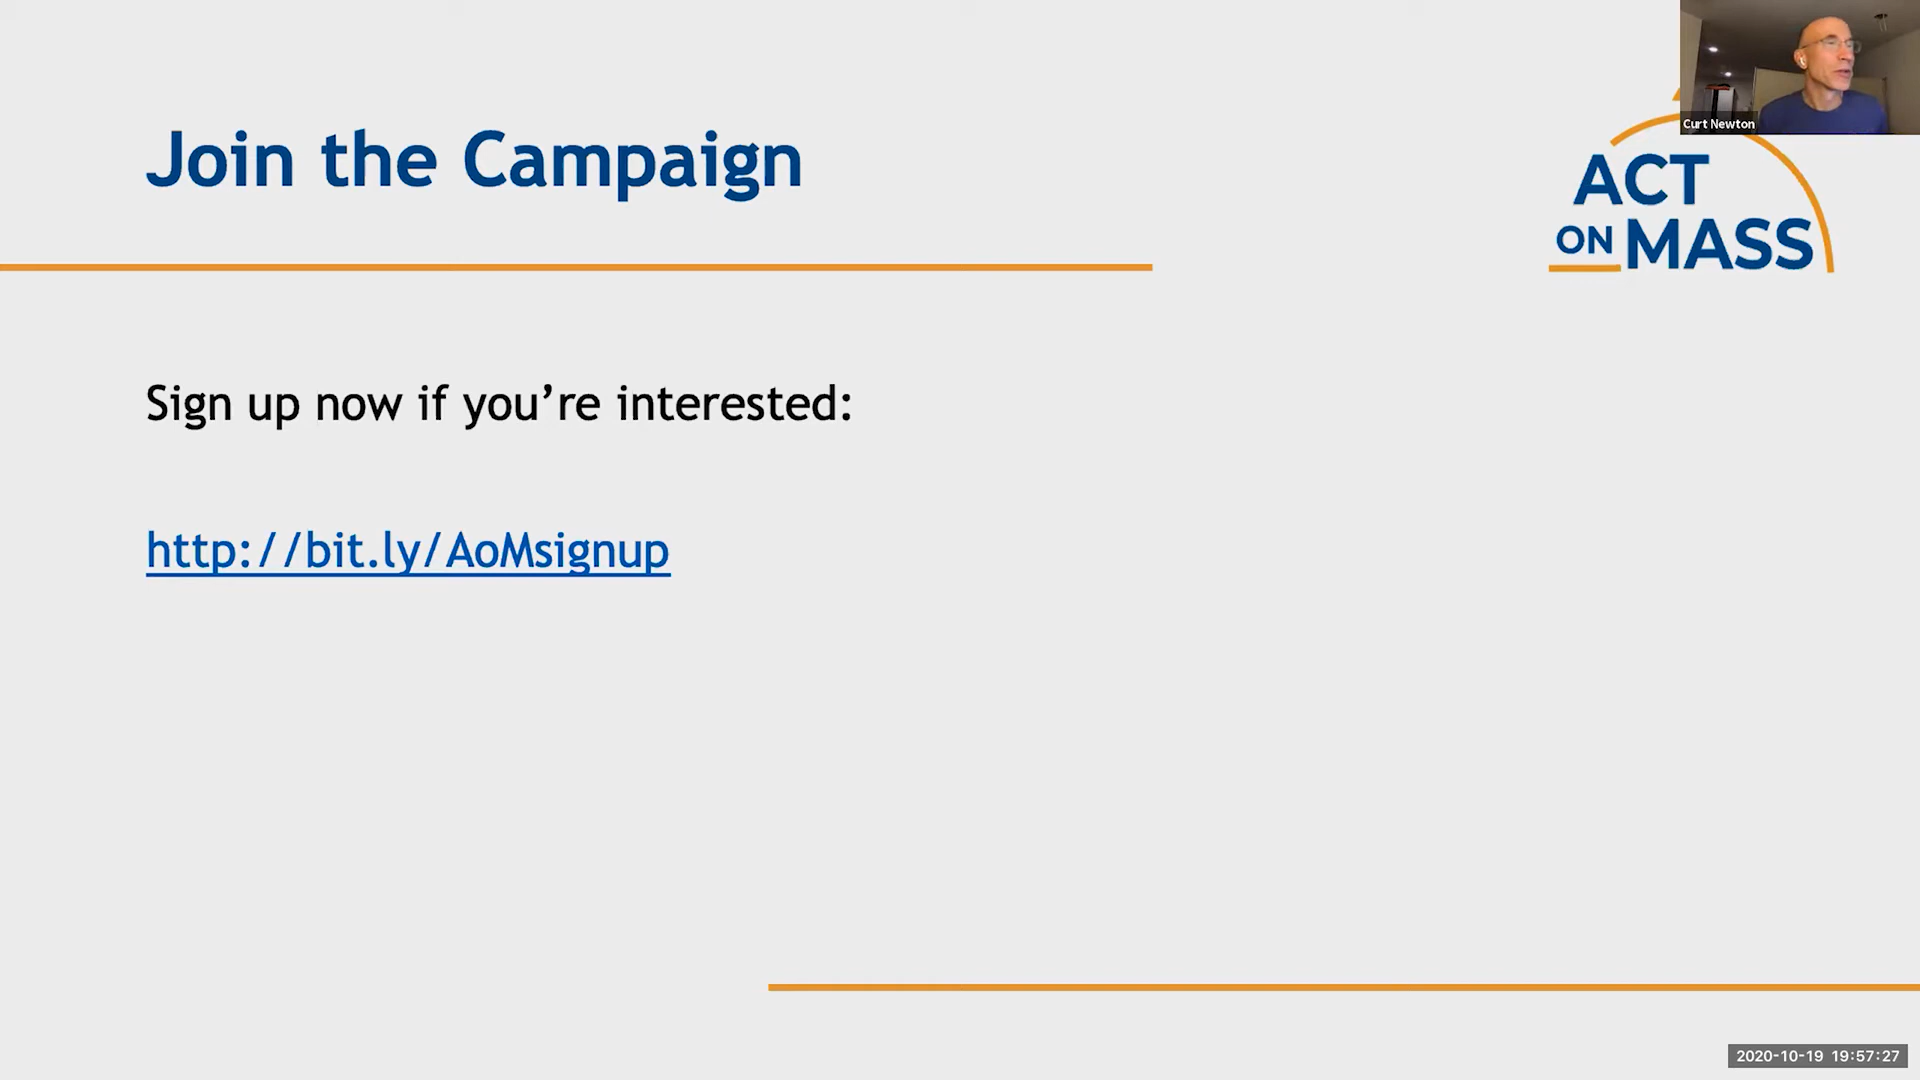 Curt Newton
Join the Campaign
ACT
ON MASS
Sign up now if you’re interested:
http://bit.ly/AoMsignup
2020-10-19 19:57:27